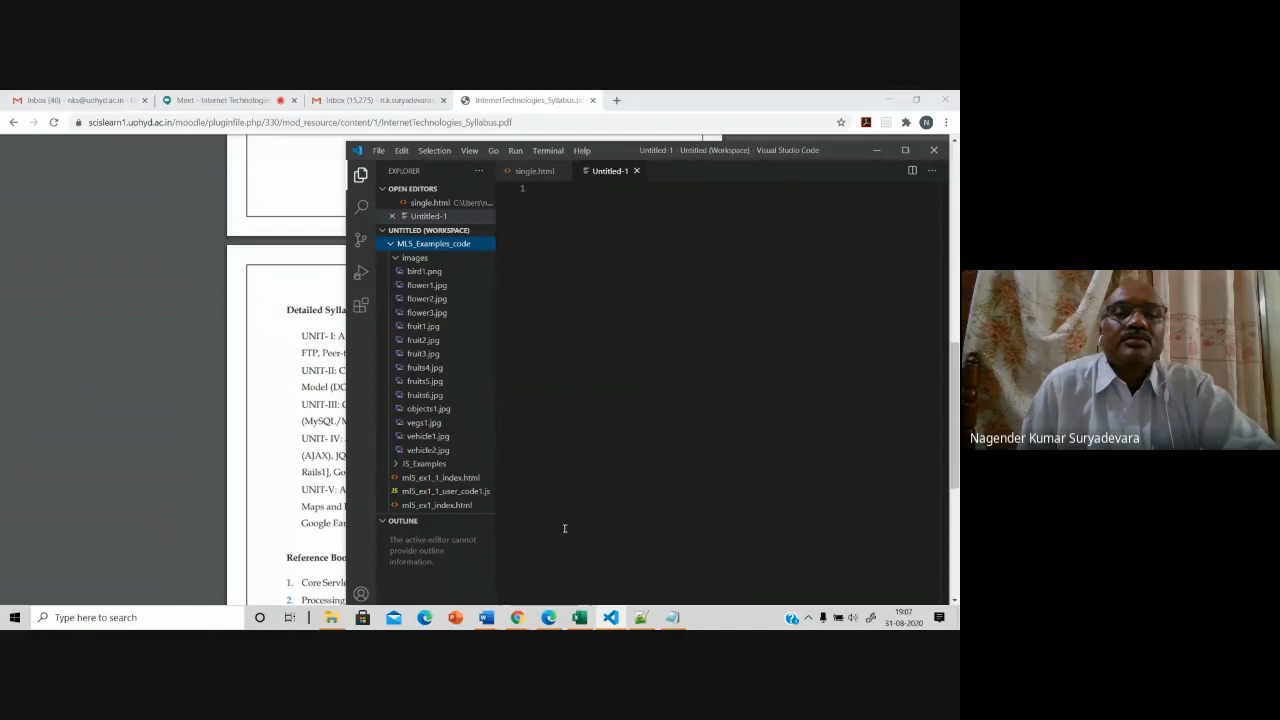 Inbox (40) - nks@uohyd.ac.in - U
Meet - Internet Technologies
Inbox (15,275) - n.k.suryadevara@
InternetTechnologies_Syllabus.p
scislearn1.uohyd.ac.in/moodle/pluginfile.php/330/mod_resource/content/1/InternetTechnologies_Syllabus.pdf
N
File Edit Selection View Go Run Terminal Help
Untitled-1 - Untitled (Workspace) - Visual Studio Code
EXPLORER
single.html
Untitled-1
OPEN EDITORS
1
single.html C:\Users\n...
Untitled-1
UNTITLED (WORKSPACE)
ML5_Examples_code
images
bird1.png
flower1.jpg
flower2.jpg
flower3.jpg
fruit1.jpg
fruit2.jpg
fruit3.jpg
fruits4.jpg
fruits5.jpg
fruits6.jpg
objects1.jpg
vegs1.jpg
vehicle1.jpg
vehicle2.jpg
JS_Examples
ml5_ex1_1_index.html
ml5_ex1_1_user_code1.js
ml5_ex1_index.html
OUTLINE
The active editor cannot
provide outline
information.
Detailed Sylla
UNIT- I: A
FTP, Peer-t
UNIT-II: C
Model (DC
UNIT-III: C
(MySQL/M
UNIT- IV:
(AJAX), JQ
Rails1], Go
UNIT-V: A
Maps and
Google Ear
Reference Boo
1. Core Servle
2. Processing
Nagender Kumar Suryadevara
Type here to search
19:07
31-08-2020